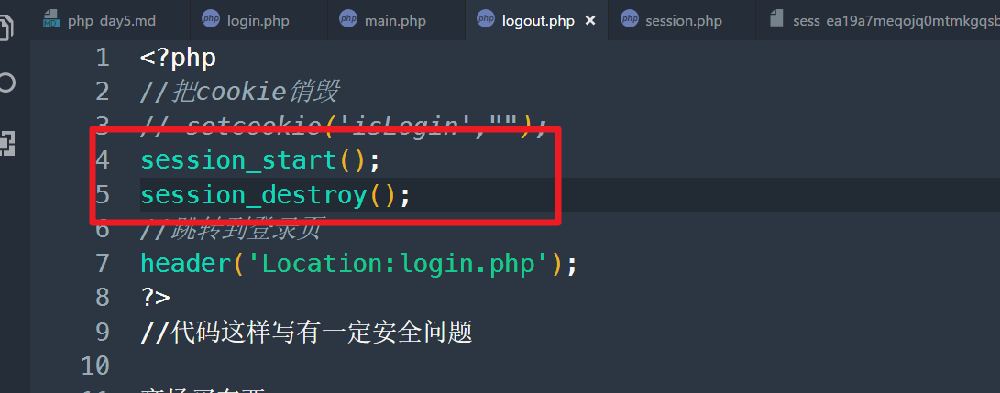 php_day5.md login.php main.php logout.php × session.php sess_ea19a7meqojq0mtmkgqsb
1 <?php
2 //把cookie销毁
3 // setcookie('isLogin',"");
4 session_start();
5 session_destroy();
6 //跳转到登录页
7 header('Location:login.php');
8 ?>
9 //代码这样写有一定安全问题
10